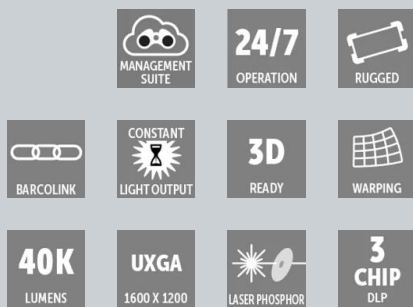 MANAGEMENT
SUITE
24/7
OPERATION
RUGGED
BARCOLINK
CONSTANT
LIGHT OUTPUT
3D
READY
WARPING
40K
LUMENS
UXGA
1600 X 1200
LASER PHOSPHOR
3
CHIP
DLP